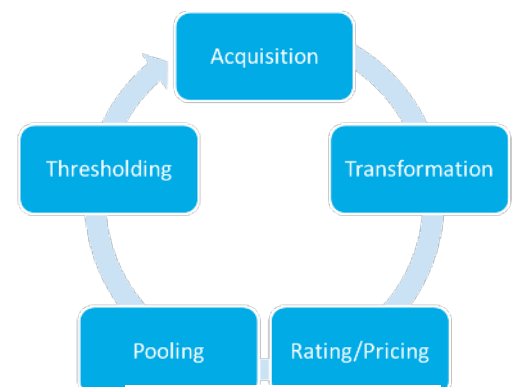 Acquisition
Transformation
Rating/Pricing
Pooling
Thresholding